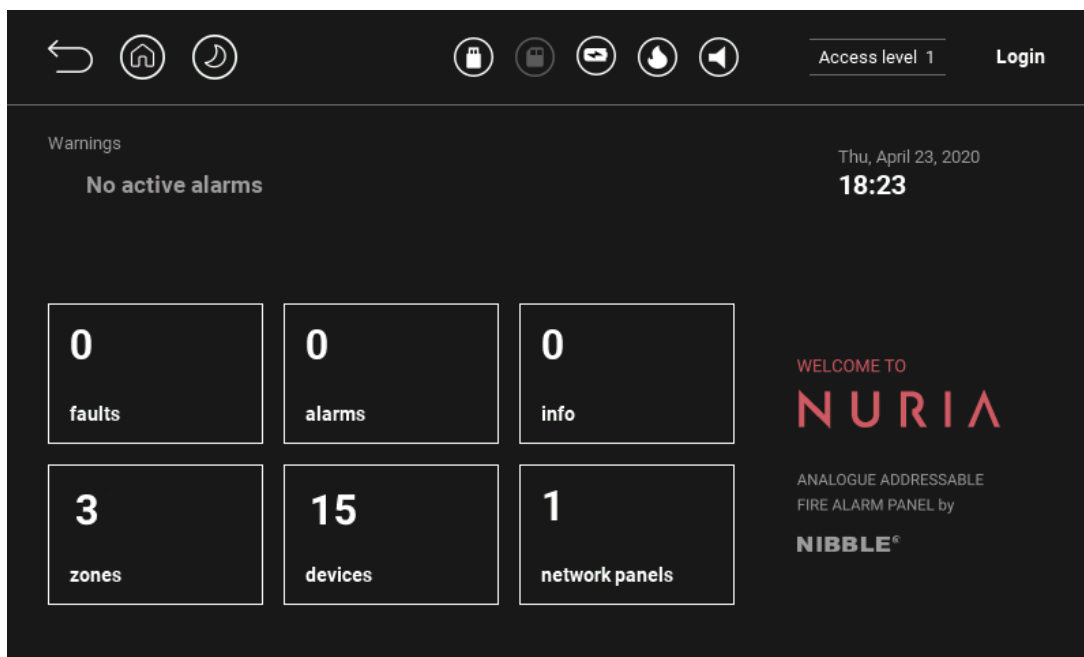 Access level 1
Login
Warnings
No active alarms
Thu, April 23, 2020
18:23
0
faults
0
alarms
0
info
3
zones
15
devices
1
network panels
WELCOME TO
NURIA
ANALOGUE ADDRESSABLE
FIRE ALARM PANEL by
NIBBLE®